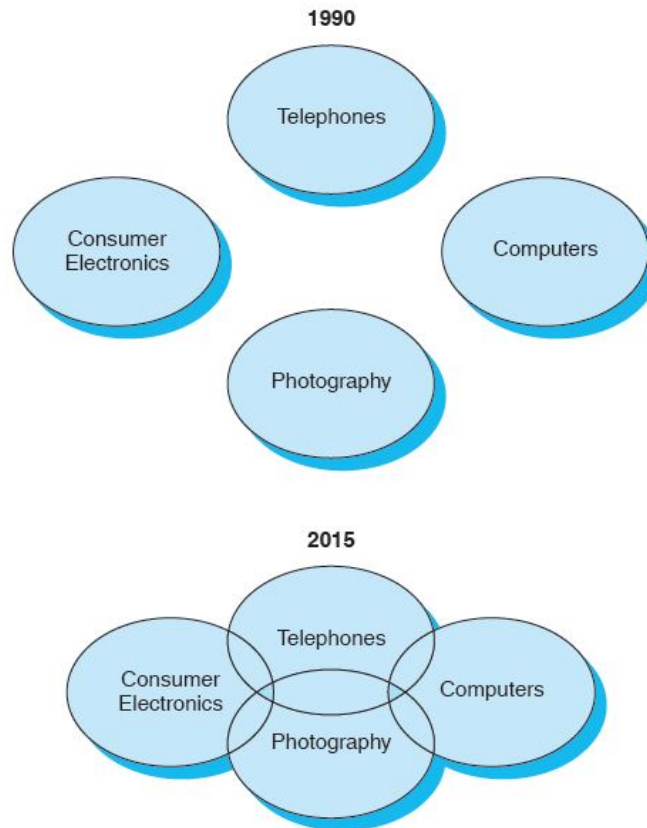 1990
Telephones
Consumer
Electronics
Computers
Photography
2015
Telephones
Consumer
Electronics
Computers
Photography